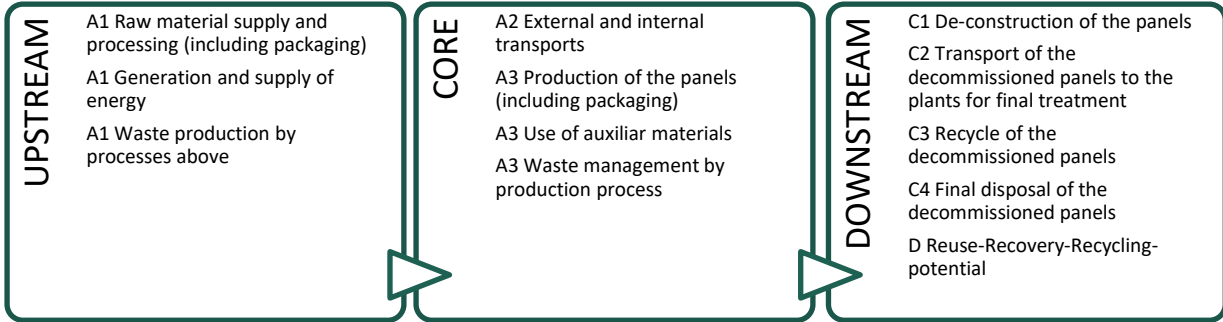 UPSTREAM
A1 Raw material supply and
processing (including packaging)
A1 Generation and supply of
energy
A1 Waste production by
processes above
CORE
A2 External and internal
transports
A3 Production of the panels
(including packaging)
A3 Use of auxiliar materials
A3 Waste management by
production process
DOWNSTREAM
C1 De-construction of the panels
C2 Transport of the
decommissioned panels to the
plants for final treatment
C3 Recycle of the
decommissioned panels
C4 Final disposal of the
decommissioned panels
D Reuse-Recovery-Recycling-
potential